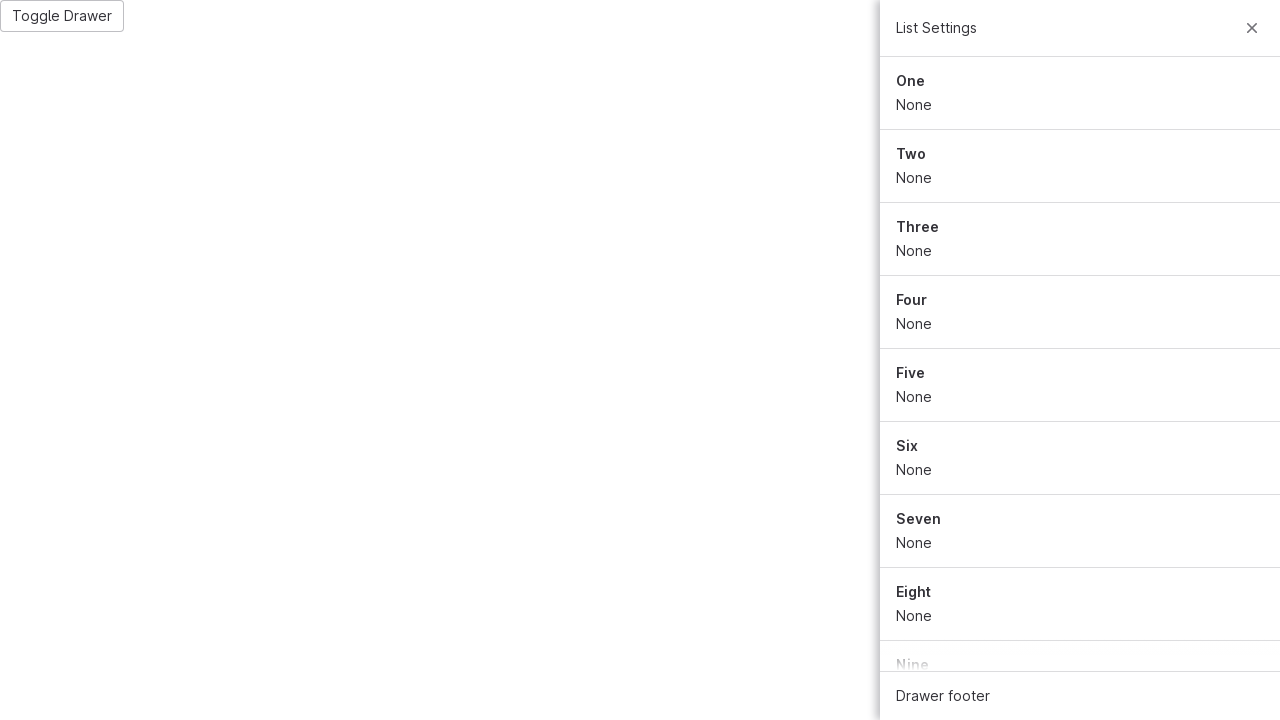 Toggle Drawer
List Settings
One
None
Two
None
Three
None
Four
None
Five
None
Six
None
Seven
None
Eight
None
Nine
Drawer footer